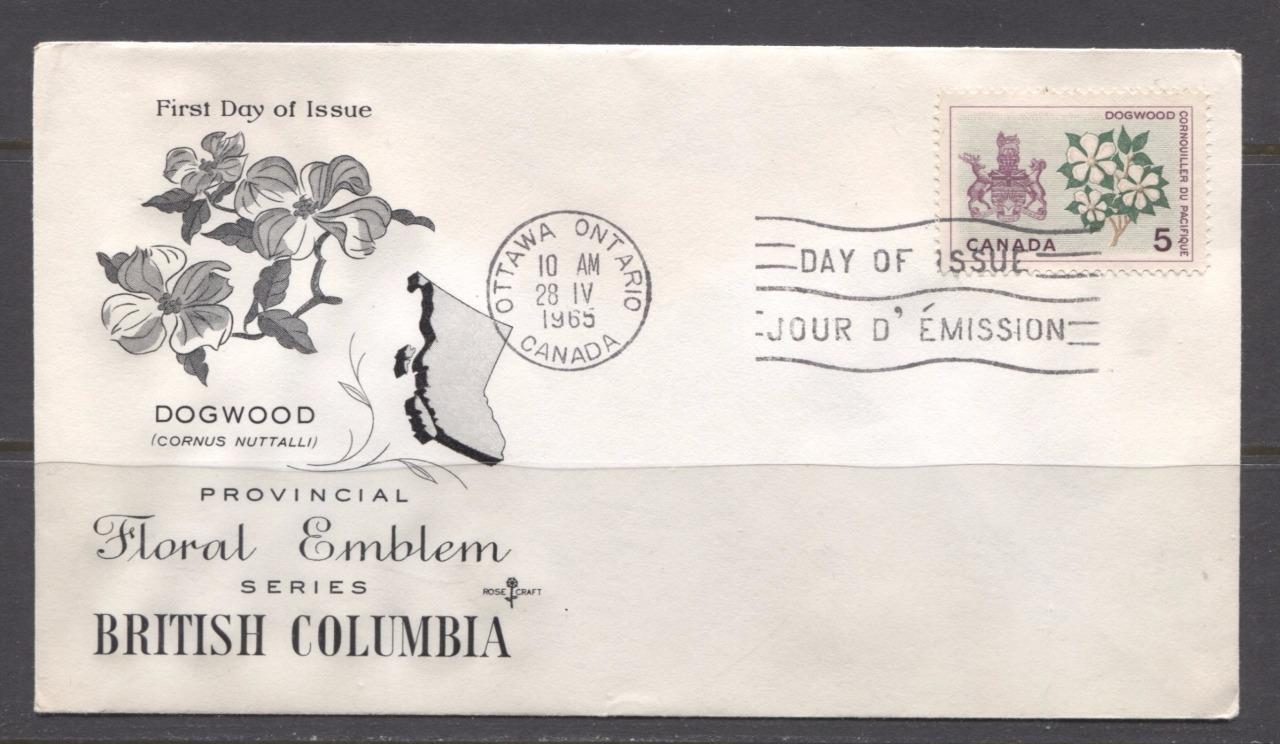 First Day of Issue
DOGWOOD
(CORNUS NUTTALLI)
PROVINCIAL
Floral Emblem
SERIES
ROSE CRAFT
BRITISH COLUMBIA
OTTAWA ONTARIO
10 AM
28 IV
1965
CANADA
DAY OF ISSUE
JOUR D' ÉMISSION
DOGWOOD
CORNOUILLER DU PACIFIQUE
CANADA
5